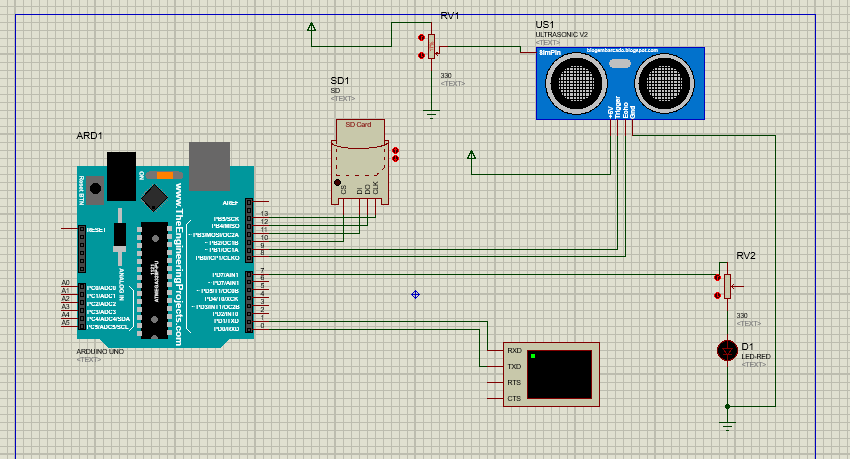 RV1
330
<TEXT>
US1
ULTRASONIC V2
<TEXT>
SimPin
blogembarcado.blogspot.com
+5V
Trigger
Echo
Gnd
SD1
SD
<TEXT>
SD Card
CS
DI
DO
CLK
ARD1
Reset BTN
ON
www.TheEngineeringProjects.com
ANALOG IN
RESET
A0
A1
A2
A3
A4
A5
PC0/ADC0
PC1/ADC1
PC2/ADC2
PC3/ADC3
PC4/ADC4/SDA
PC5/ADC5/SCL
AREF
PB5/SCK
PB4/MISO
~ PB3/MOSI/OC2A
~ PB2/OC1B
~ PB1/OC1A
PB0/ICP1/CLKO
PD7/AIN1
~ PD5/T1/OC0B
PD4/T0/XCK
~ PD3/INT1/OC2B
PD2/INT0
PD1/TXD
PD0/RXD
13
12
11
10
9
8
7
6
5
4
3
2
1
0
ARDUINO UNO
<TEXT>
RXD
TXD
RTS
CTS
RV2
330
<TEXT>
D1
LED-RED
<TEXT>